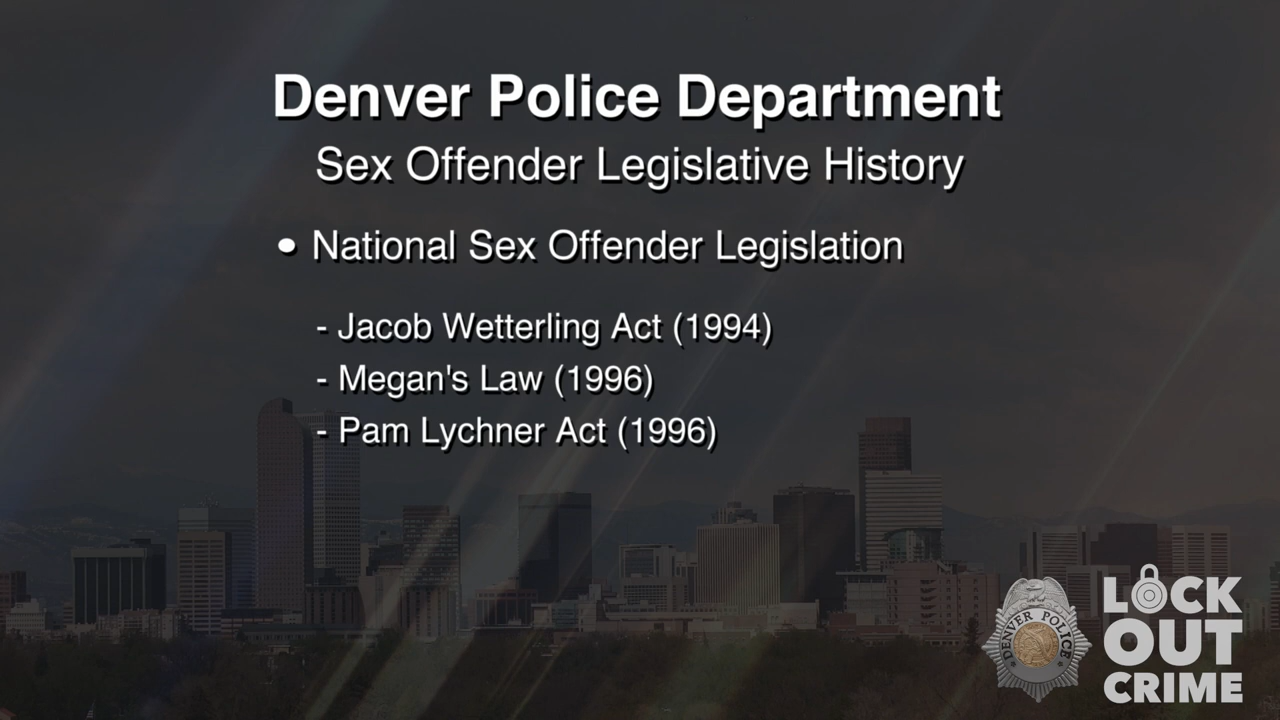 Denver Police Department
Sex Offender Legislative History
• National Sex Offender Legislation
- Jacob Wetterling Act (1994)
- Megan's Law (1996)
- Pam Lychner Act (1996)
DENVER POLICE
LOCK
OUT
CRIME